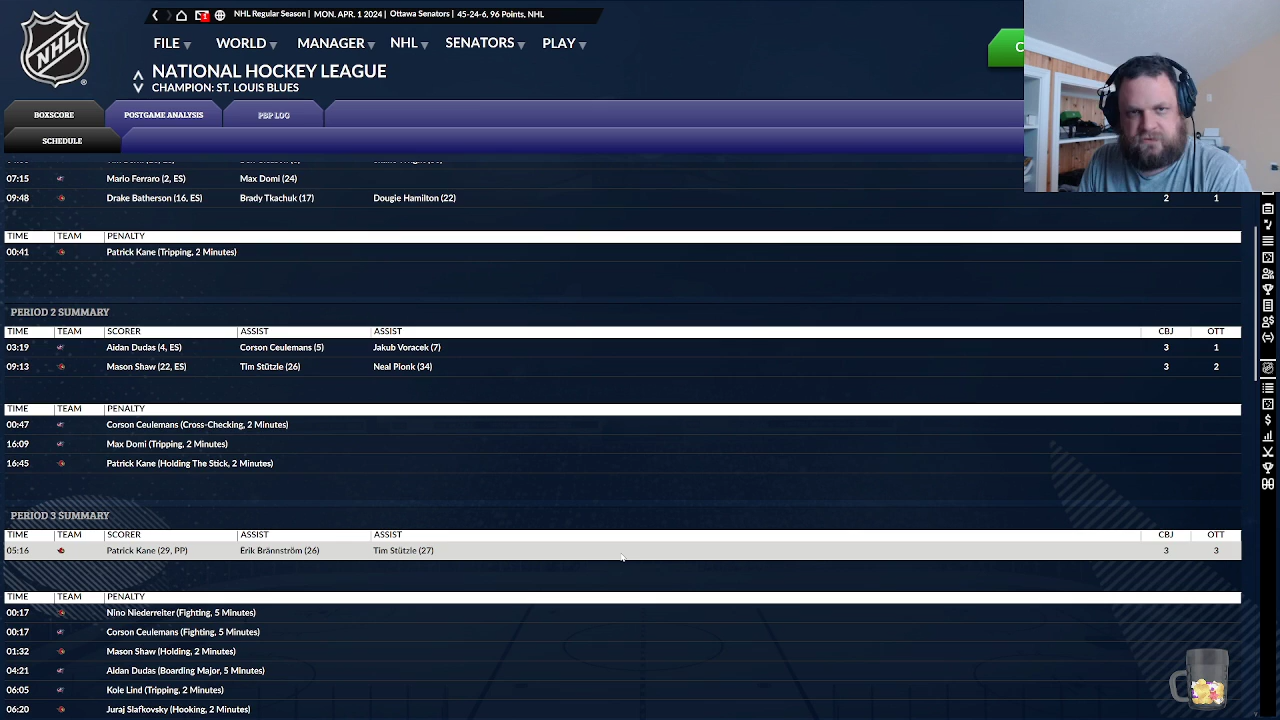 NHL Regular Season | MON. APR. 1 2024 | Ottawa Senators | 45-24-6, 96 Points, NHL
NHL
FILE WORLD MANAGER NHL SENATORS PLAY
NATIONAL HOCKEY LEAGUE
CHAMPION: ST. LOUIS BLUES
BOXSCORE POSTGAME ANALYSIS PBP LOG
SCHEDULE
07:15 Mario Ferraro (2, ES) Max Domi (24)
09:48 Drake Batherson (16, ES) Brady Tkachuk (17) Dougie Hamilton (22) 2 1
TIME TEAM PENALTY
00:41 Patrick Kane (Tripping, 2 Minutes)
PERIOD 2 SUMMARY
TIME TEAM SCORER ASSIST ASSIST CBJ OTT
03:19 Aidan Dudas (4, ES) Corson Ceulemans (5) Jakub Voracek (7) 3 1
09:13 Mason Shaw (22, ES) Tim Stützle (26) Neal Pionk (34) 3 2
TIME TEAM PENALTY
00:47 Corson Ceulemans (Cross-Checking, 2 Minutes)
16:09 Max Domi (Tripping, 2 Minutes)
16:45 Patrick Kane (Holding The Stick, 2 Minutes)
PERIOD 3 SUMMARY
TIME TEAM SCORER ASSIST ASSIST CBJ OTT
05:16 Patrick Kane (29, PP) Erik Brännström (26) Tim Stützle (27) 3 3
TIME TEAM PENALTY
00:17 Nino Niederreiter (Fighting, 5 Minutes)
00:17 Corson Ceulemans (Fighting, 5 Minutes)
01:32 Mason Shaw (Holding, 2 Minutes)
04:21 Aidan Dudas (Boarding Major, 5 Minutes)
06:05 Kole Lind (Tripping, 2 Minutes)
06:20 Juraj Slafkovsky (Hooking, 2 Minutes)